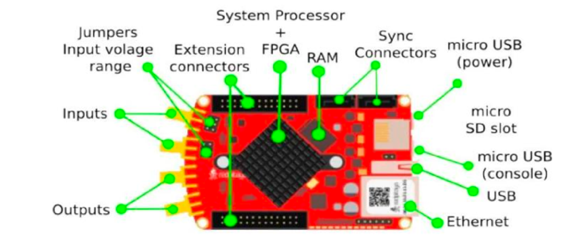 System Processor
+
FPGA
Jumpers
Input volage
range
Extension
connectors
RAM
Sync
Connectors
micro USB
(power)
Inputs
micro
SD slot
micro USB
(console)
USB
Outputs
Ethernet